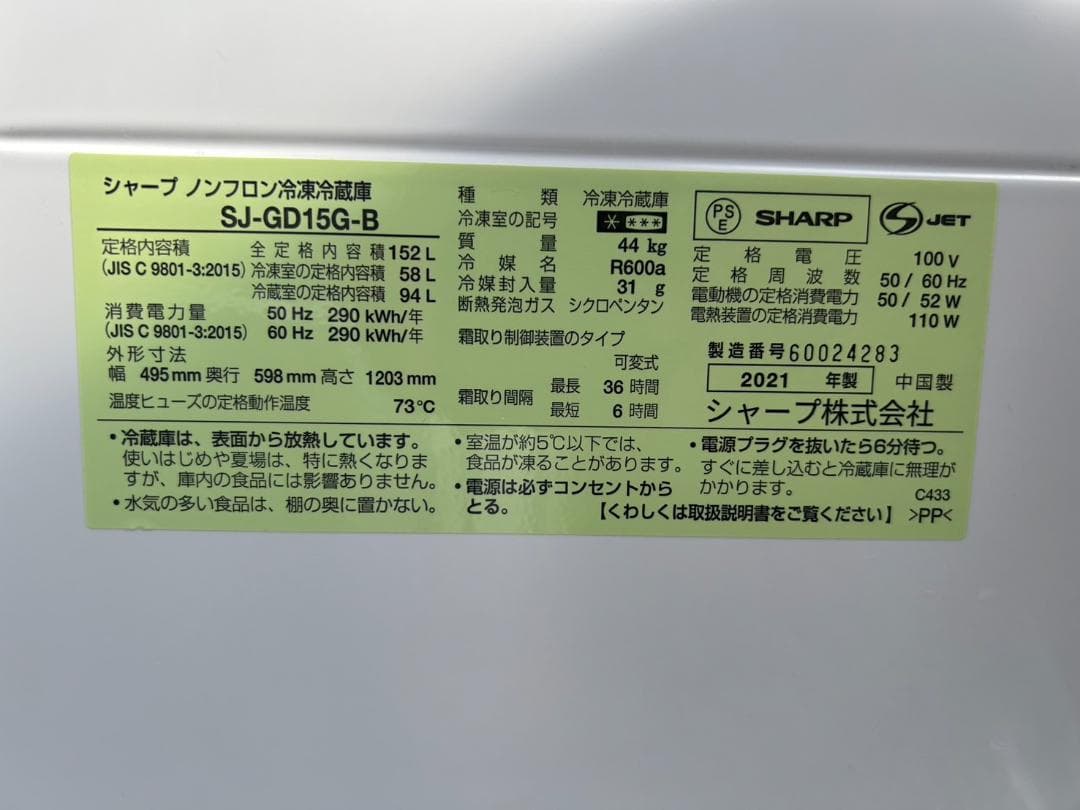 シャープ ノンフロン冷凍冷蔵庫
SJ-GD15G-B
定格内容積 全定格内容積 152 L
(JIS C 9801-3:2015) 冷凍室の定格内容積 58 L
冷蔵室の定格内容積 94 L
消費電力量 50 Hz 290 kWh/年
(JIS C 9801-3:2015) 60 Hz 290 kWh/年
外形寸法
幅 495 mm 奥行 598 mm 高さ 1203 mm
温度ヒューズの定格動作温度 73℃
種類 冷凍冷蔵庫
冷凍室の記号 * ***
質量 44 kg
冷媒名 R600a
冷媒封入量 31 g
断熱発泡ガス シクロペンタン
霜取り制御装置のタイプ
可変式
霜取り間隔 最長 36 時間
最短 6 時間
PS E SHARP JET
定格電圧 100 V
定格周波数 50 / 60 Hz
電動機の定格消費電力 50 / 52 W
電熱装置の定格消費電力 110 W
製造番号 60024283
2021 年製 中国製
シャープ株式会社
・冷蔵庫は、表面から放熱しています。
使いはじめや夏場は、特に熱くなりま
すが、庫内の食品には影響ありません。
・水気の多い食品は、棚の奥に置かない。
・室温が約5℃以下では、
食品が凍ることがあります。
・電源は必ずコンセントから
とる。
・電源プラグを抜いたら6分待つ。
すぐに差し込むと冷蔵庫に無理が
かかります。 C433
【くわしくは取扱説明書をご覧ください】 >PP<